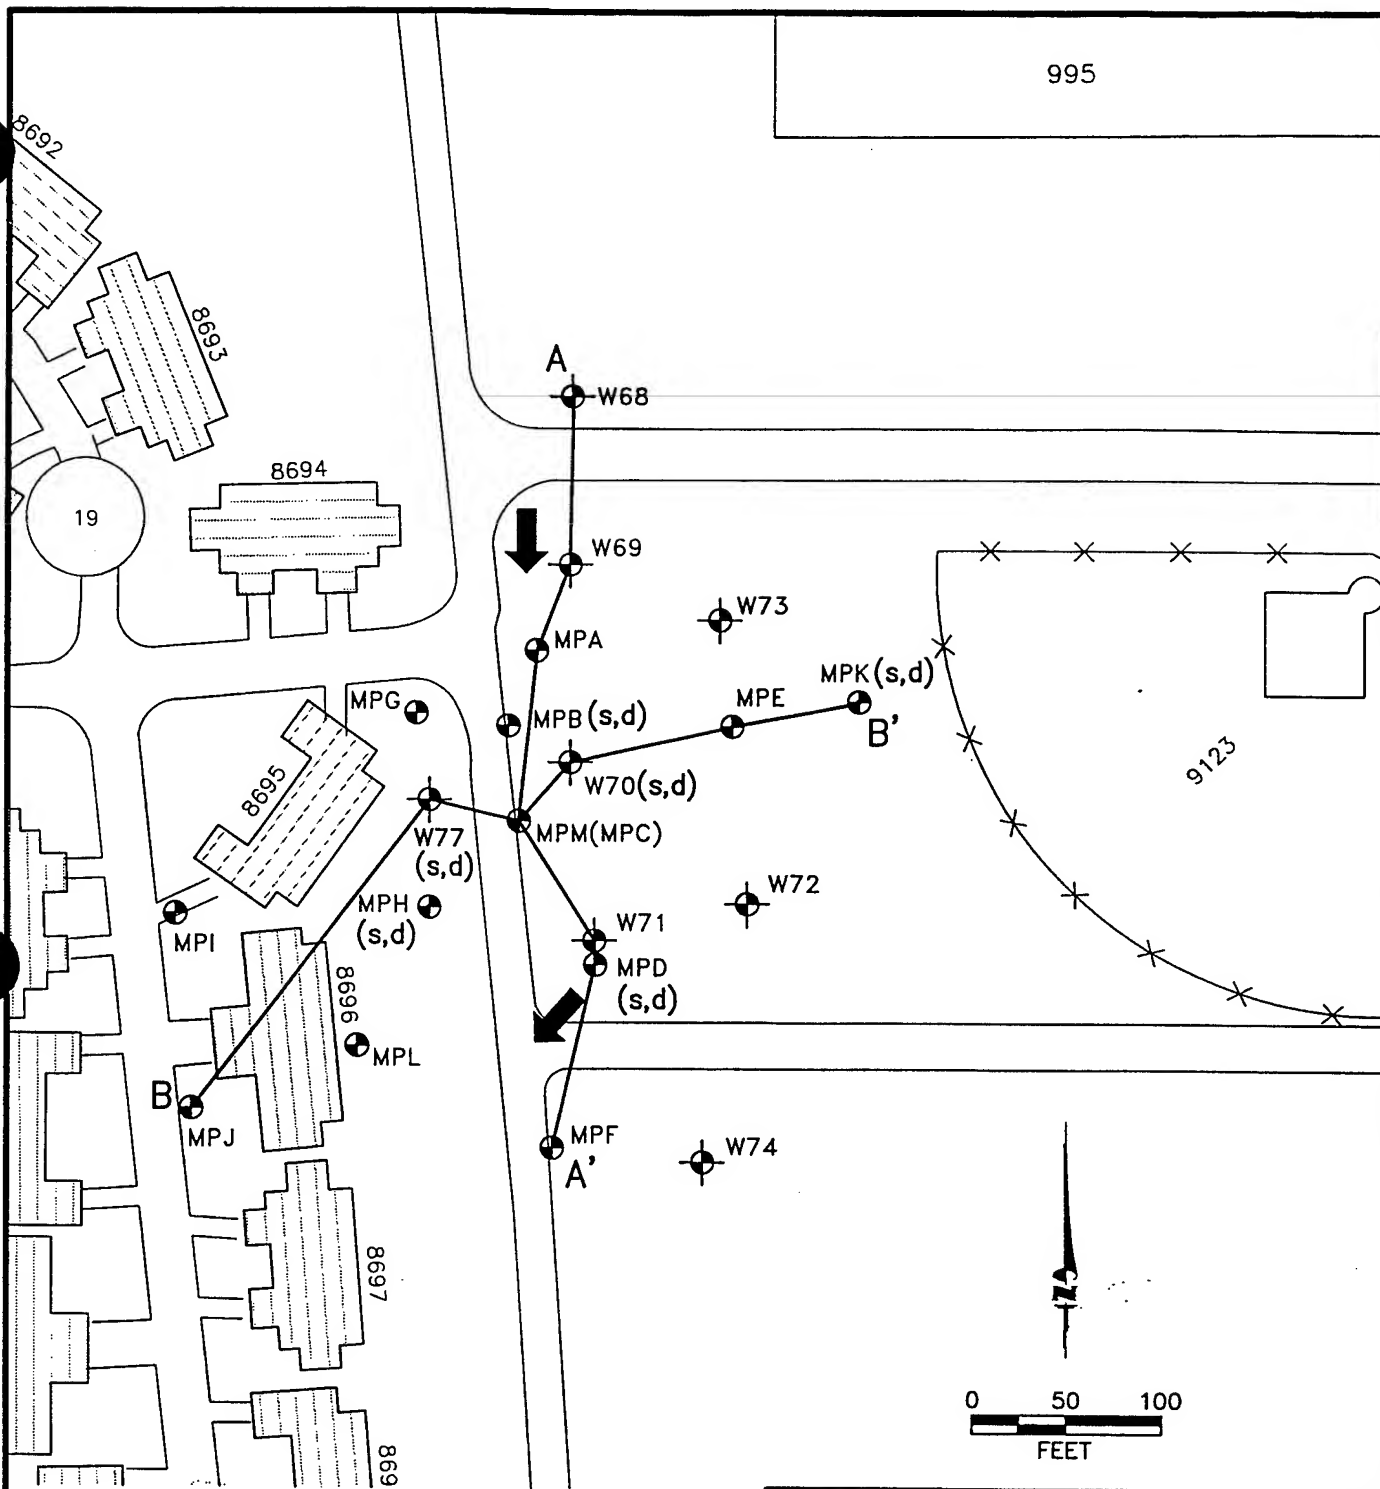 995
8692
8693
A
W68
8694
19
W69
W73
MPA
MPK(s,d)
MPG
MPE
MPB(s,d)
B'
9123
8695
W70(s,d)
W77
(s,d)
MPM(MPC)
W72
MPH
(s,d)
MPI
W71
MPD
(s,d)
8696
MPL
B
MPJ
MPF
A'
W74
8697
N
0 50 100
FEET
869